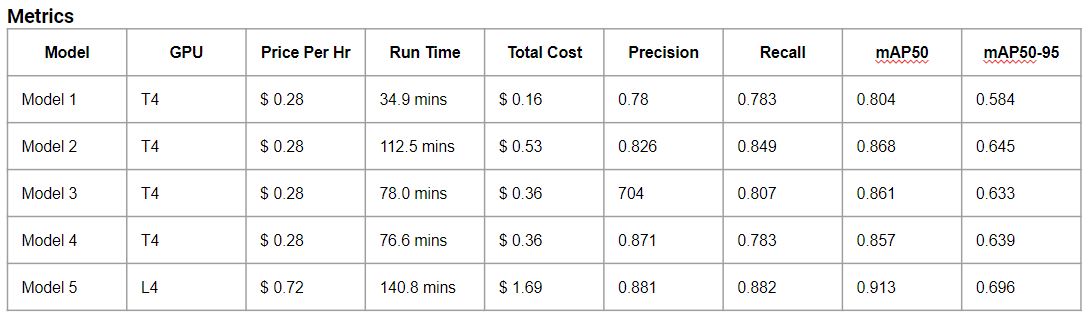 Metrics
Model GPU Price Per Hr Run Time Total Cost Precision Recall mAP50 mAP50-95
Model 1 T4 $ 0.28 34.9 mins $ 0.16 0.78 0.783 0.804 0.584
Model 2 T4 $ 0.28 112.5 mins $ 0.53 0.826 0.849 0.868 0.645
Model 3 T4 $ 0.28 78.0 mins $ 0.36 704 0.807 0.861 0.633
Model 4 T4 $ 0.28 76.6 mins $ 0.36 0.871 0.783 0.857 0.639
Model 5 L4 $ 0.72 140.8 mins $ 1.69 0.881 0.882 0.913 0.696